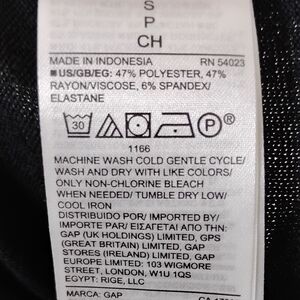 S
P
CH
MADE IN INDONESIA RN 54023
■US/GB/EG: 47% POLYESTER, 47%
RAYON/VISCOSE, 6% SPANDEX/
ELASTANE
30 P
1166
MACHINE WASH COLD GENTLE CYCLE/
WASH AND DRY WITH LIKE COLORS/
ONLY NON-CHLORINE BLEACH
WHEN NEEDED/ TUMBLE DRY LOW/
COOL IRON
DISTRIBUIDO POR/ IMPORTED BY/
IMPORTE PAR/ ΕΙΣΑΓΕΤΑΙ ΑΠΟ ΤΗΝ:
GAP (UK HOLDINGS) LIMITED, GPS
(GREAT BRITAIN) LIMITED, GAP
STORES (IRELAND) LIMITED, GAP
EUROPE LIMITED: 103 WIGMORE
STREET, LONDON, W1U 1QS
EGYPT: RIGE, LLC
MARCA: GAP